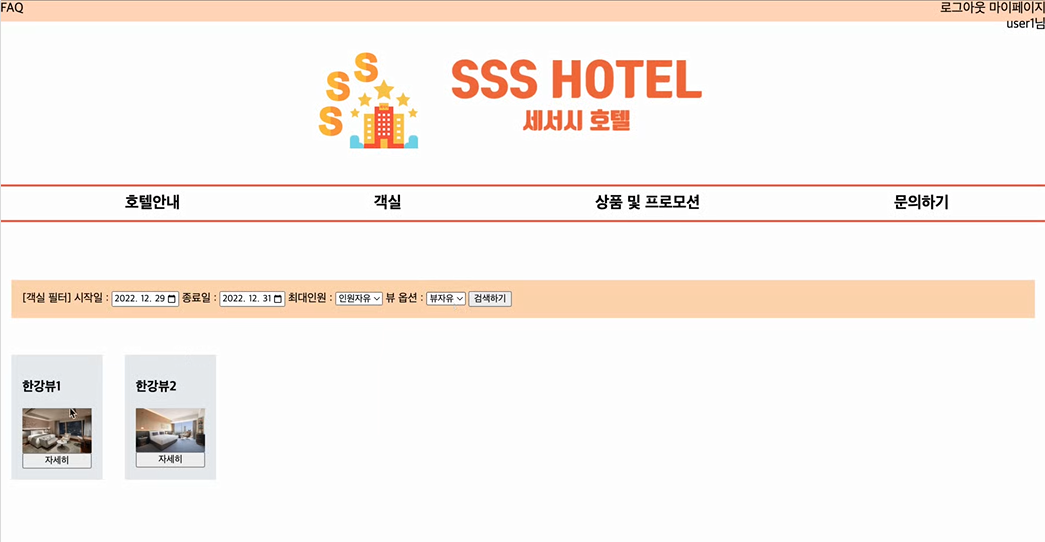 FAQ 로그아웃 마이페이지
user1님
S
S
S
SSS HOTEL
세서시 호텔
호텔안내 객실 상품 및 프로모션 문의하기
[객실 필터] 시작일 : 2022. 12. 29 종료일 : 2022. 12. 31 최대인원 : 인원자유 뷰 옵션 : 뷰자유 검색하기
한강뷰1 한강뷰2
자세히 자세히